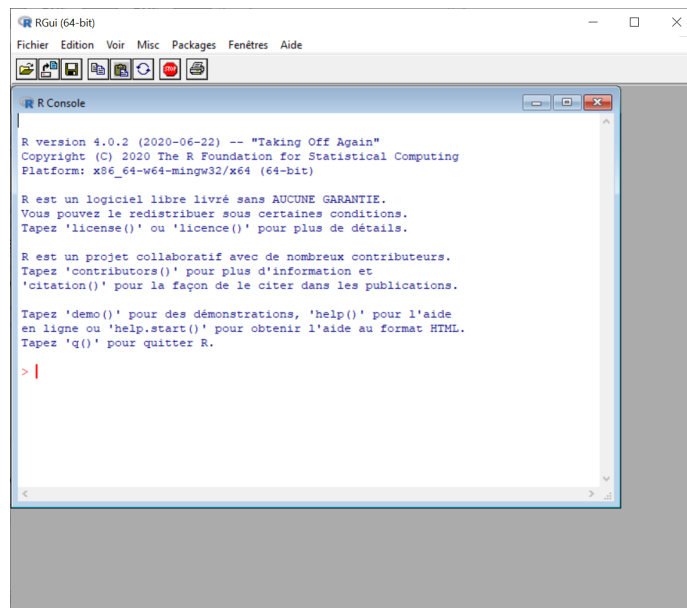 RGui (64-bit)
Fichier Edition Voir Misc Packages Fenêtres Aide
STOP
R Console
R version 4.0.2 (2020-06-22) -- "Taking Off Again"
Copyright (C) 2020 The R Foundation for Statistical Computing
Platform: x86_64-w64-mingw32/x64 (64-bit)
R est un logiciel libre livré sans AUCUNE GARANTIE.
Vous pouvez le redistribuer sous certaines conditions.
Tapez 'license()' ou 'licence()' pour plus de détails.
R est un projet collaboratif avec de nombreux contributeurs.
Tapez 'contributors()' pour plus d'information et
'citation()' pour la façon de le citer dans les publications.
Tapez 'demo()' pour des démonstrations, 'help()' pour l'aide
en ligne ou 'help.start()' pour obtenir l'aide au format HTML.
Tapez 'q()' pour quitter R.
>